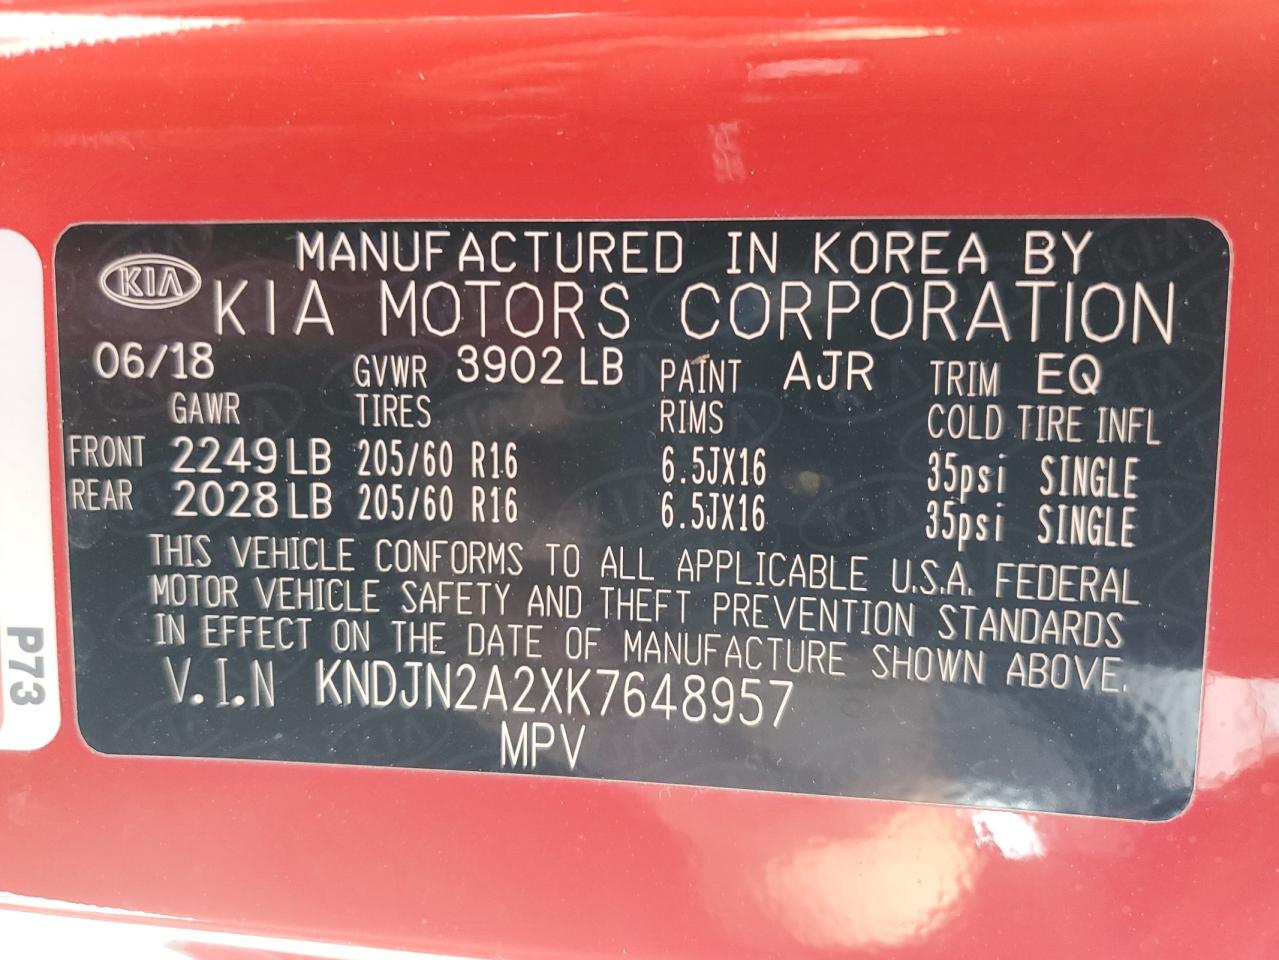 MANUFACTURED IN KOREA BY
KIA
KIA MOTORS CORPORATION
06/18 GVWR 3902 LB PAINT AJR TRIM EQ
GAWR TIRES RIMS COLD TIRE INFL
FRONT 2249 LB 205/60 R16 6.5JX16 35psi SINGLE
REAR 2028 LB 205/60 R16 6.5JX16 35psi SINGLE
THIS VEHICLE CONFORMS TO ALL APPLICABLE U.S.A. FEDERAL
MOTOR VEHICLE SAFETY AND THEFT PREVENTION STANDARDS
IN EFFECT ON THE DATE OF MANUFACTURE SHOWN ABOVE.
V.I.N KNDJN2A2XK7648957
MPV
P73